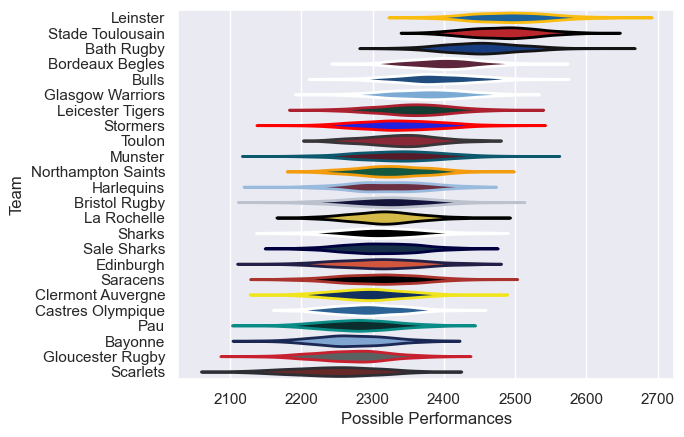 Leinster
Stade Toulousain
Bath Rugby
Bordeaux Begles
Bulls
Glasgow Warriors
Leicester Tigers
Stormers
Toulon
Munster
Northampton Saints
Harlequins
Bristol Rugby
La Rochelle
Sharks
Sale Sharks
Edinburgh
Saracens
Clermont Auvergne
Castres Olympique
Pau
Bayonne
Gloucester Rugby
Scarlets
Team
2100 2200 2300 2400 2500 2600 2700
Possible Performances